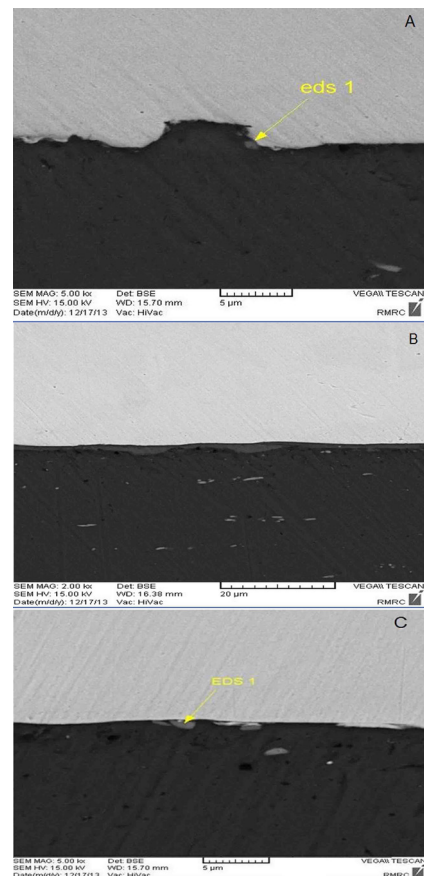 A
eds 1
SEM MAG: 5.00 kx Det: BSE
SEM HV: 15.00 kV WD: 15.70 mm 5 µm VEGA\\ TESCAN
Date(m/d/y): 12/17/13 Vac: HiVac RMRC
B
SEM MAG: 2.00 kx Det: BSE
SEM HV: 15.00 kV WD: 16.38 mm 20 µm VEGA\\ TESCAN
Date(m/d/y): 12/17/13 Vac: HiVac RMRC
C
EDS 1
SEM MAG: 5.00 kx Det: BSE
SEM HV: 15.00 kV WD: 15.70 mm 5 µm VEGA\\ TESCAN
Date(m/d/y): 12/17/13 Vac: HiVac RMRC